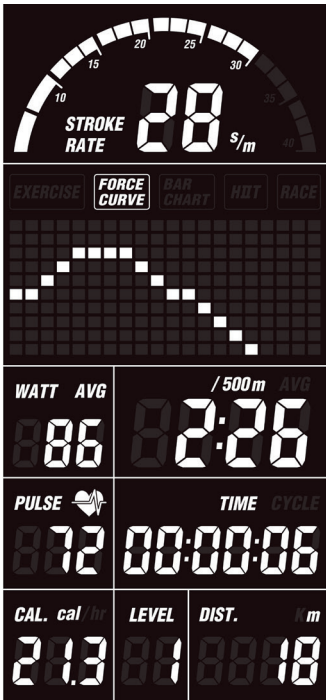 10 15 20 25 30 35 40
STROKE
RATE
28 s/m
EXERCISE FORCE CURVE BAR CHART HIIT RACE
WATT AVG
86
/500m AVG
2:26
PULSE
72
TIME CYCLE
00:00:06
CAL. cal/hr
21.3
LEVEL
1
DIST. Km
18